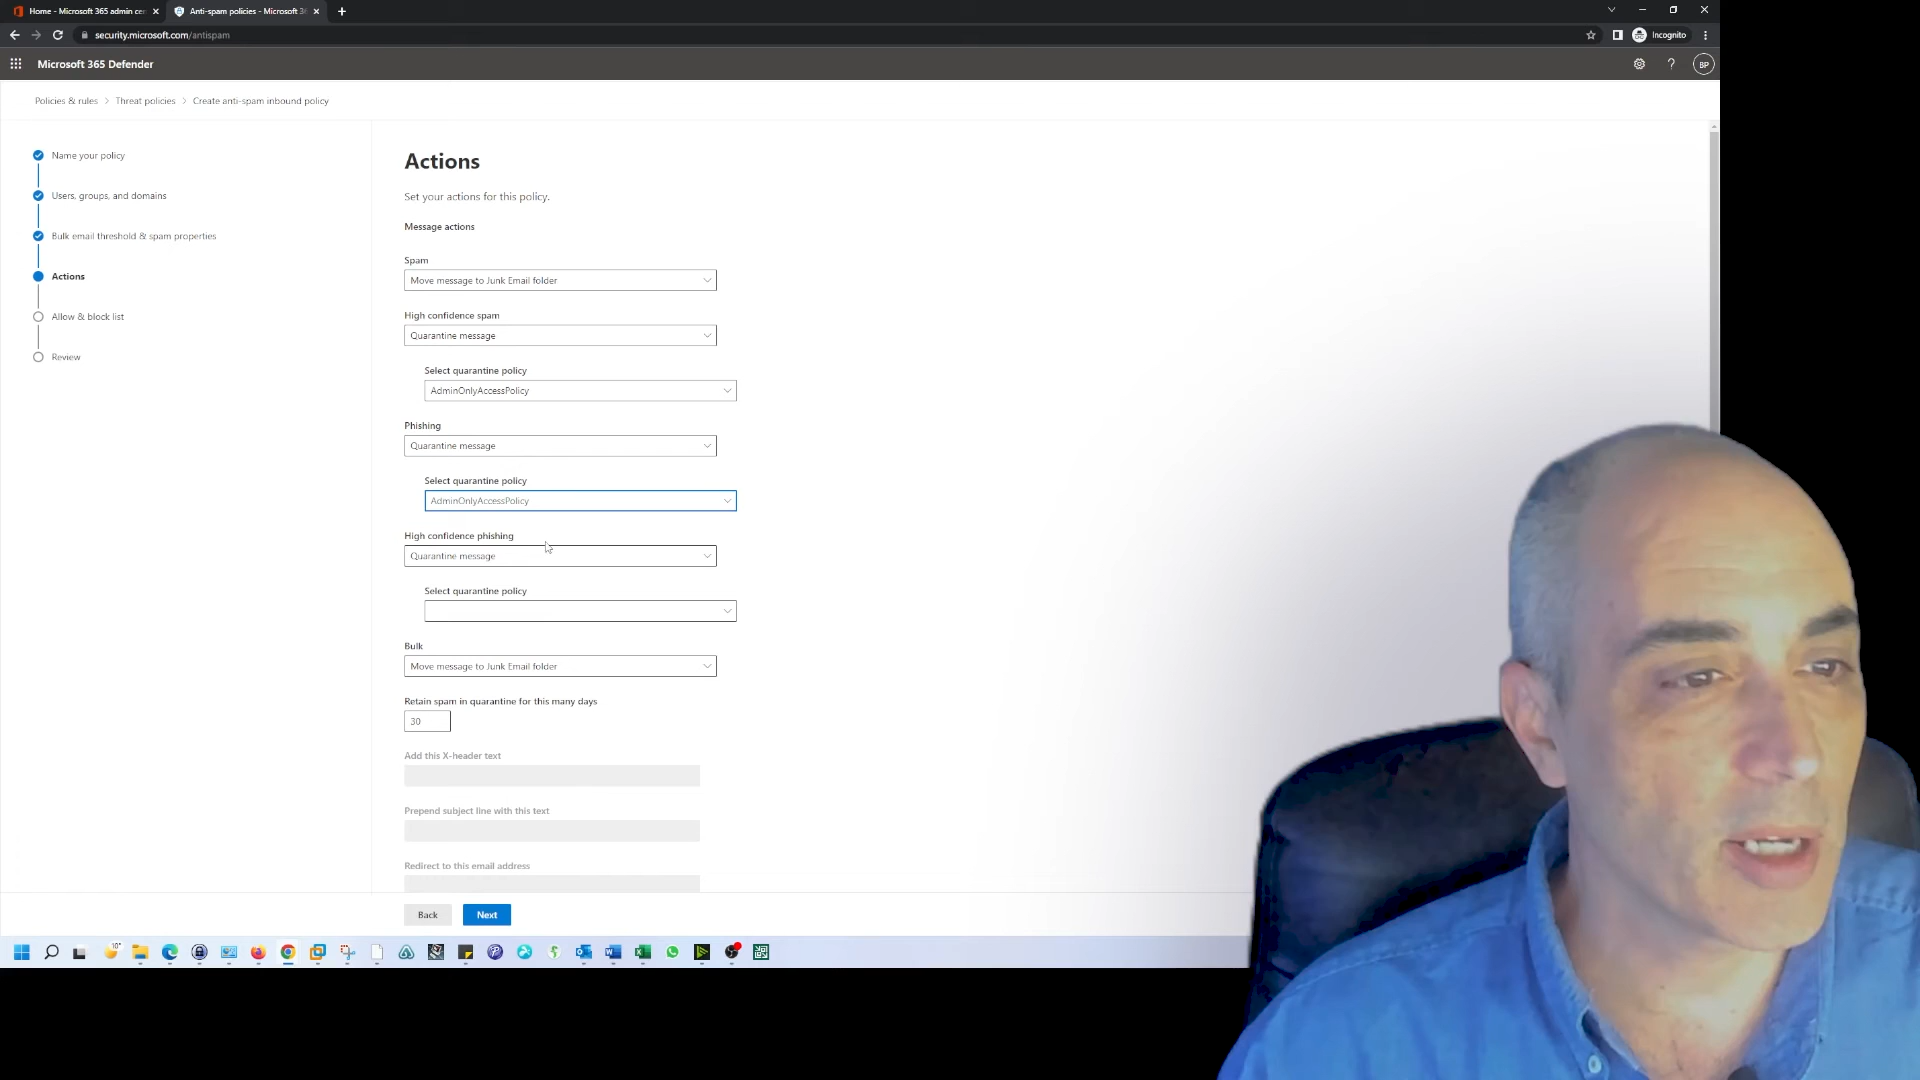 Home - Microsoft 365 admin cen
Anti-spam policies - Microsoft 36
security.microsoft.com/antispam
Incognito
Microsoft 365 Defender
BP
Policies & rules > Threat policies > Create anti-spam inbound policy
Name your policy
Users, groups, and domains
Bulk email threshold & spam properties
Actions
Allow & block list
Review
Actions
Set your actions for this policy.
Message actions
Spam
Move message to Junk Email folder
High confidence spam
Quarantine message
Select quarantine policy
AdminOnlyAccessPolicy
Phishing
Quarantine message
Select quarantine policy
AdminOnlyAccessPolicy
High confidence phishing
Quarantine message
Select quarantine policy
Bulk
Move message to Junk Email folder
Retain spam in quarantine for this many days
30
Add this X-header text
Prepend subject line with this text
Redirect to this email address
Back
Next
10°